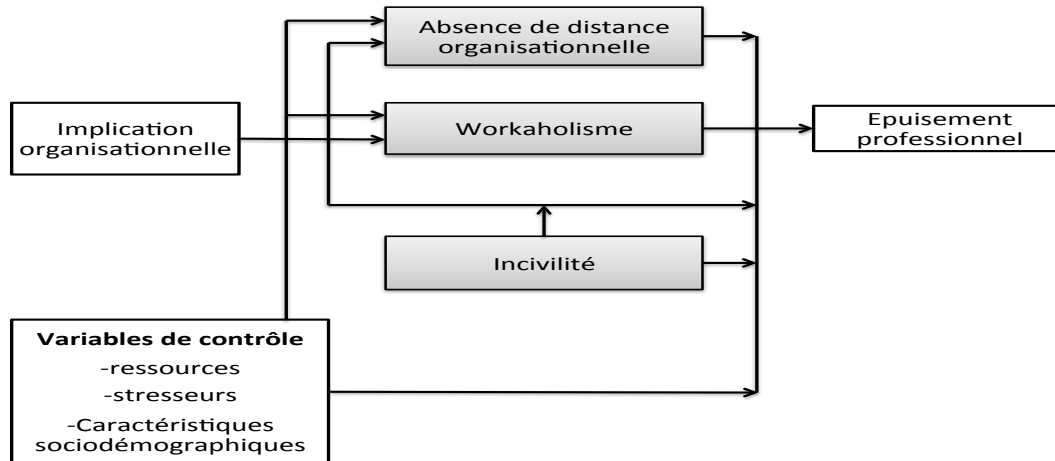 Absence de distance
organisationnelle
Implication
organisationnelle
Workaholisme
Epuisement
professionnel
Incivilité
Variables de contrôle
-ressources
-stresseurs
-Caractéristiques
sociodémographiques